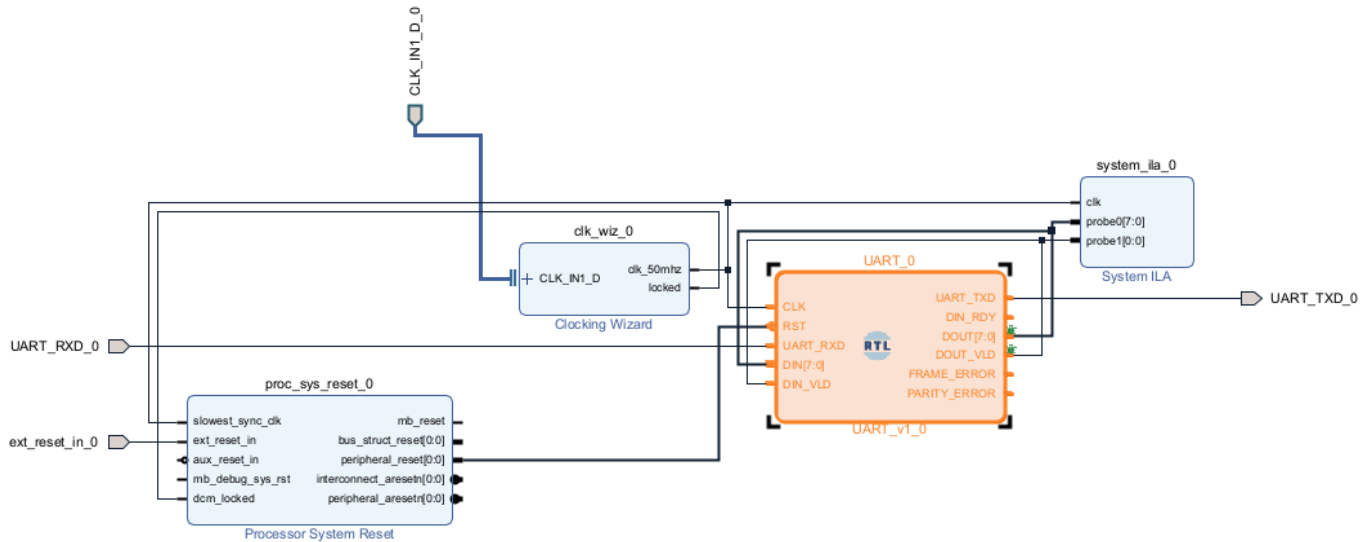 CLK_IN1_D_0
system_ila_0
clk
probe0[7:0]
probe1[0:0]
System ILA
clk_wiz_0
CLK_IN1_D
clk_50mhz
locked
Clocking Wizard
UART_0
CLK
RST
UART_RXD
DIN[7:0]
DIN_VLD
RTL
UART_TXD
DIN_RDY
DOUT[7:0]
DOUT_VLD
FRAME_ERROR
PARITY_ERROR
UART_v1_0
UART_TXD_0
UART_RXD_0
ext_reset_in_0
proc_sys_reset_0
slowest_sync_clk
ext_reset_in
aux_reset_in
mb_debug_sys_rst
dcm_locked
mb_reset
bus_struct_reset[0:0]
peripheral_reset[0:0]
interconnect_aresetn[0:0]
peripheral_aresetn[0:0]
Processor System Reset